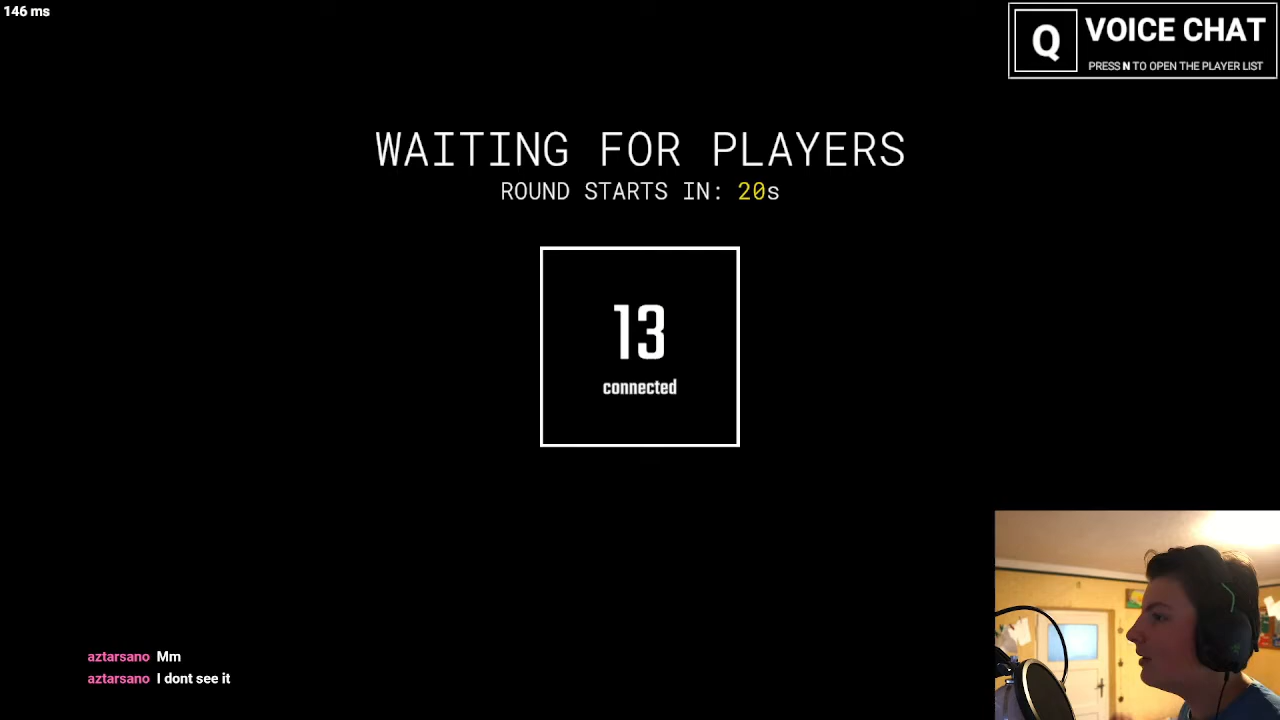 146 ms
Q
VOICE CHAT
PRESS N TO OPEN THE PLAYER LIST
WAITING FOR PLAYERS
ROUND STARTS IN: 20s
13
connected
aztarsano Mm
aztarsano I dont see it